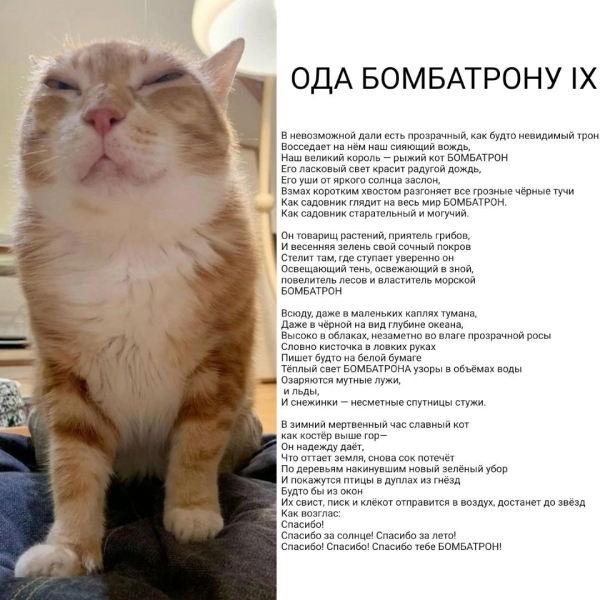 ОДА БОМБАТРОНУ IX
В невозможной дали есть прозрачный, как будто невидимый трон
Восседает на нём наш сияющий вождь,
Наш великий король — рыжий кот БОМБАТРОН
Его ласковый свет красит радугой дождь,
Его уши от яркого солнца заслон,
Взмах коротким хвостом разгоняет все грозные чёрные тучи
Как садовник глядит на весь мир БОМБАТРОН.
Как садовник старательный и могучий.
Он товарищ растений, приятель грибов,
И весенняя зелень свой сочный покров
Стелит там, где ступает уверенно он
Освещающий тень, освежающий в зной,
повелитель лесов и властитель морской
БОМБАТРОН
Всюду, даже в маленьких каплях тумана,
Даже в чёрной на вид глубине океана,
Высоко в облаках, незаметно во влаге прозрачной росы
Словно кисточка в ловких руках
Пишет будто на белой бумаге
Тёплый свет БОМБАТРОНА узоры в объёмах воды
Озаряются мутные лужи,
и льды,
И снежинки — несметные спутницы стужи.
В зимний мертвенный час славный кот
как костёр выше гор—
Он надежду даёт,
Что оттает земля, снова сок потечёт
По деревьям накинувшим новый зелёный убор
И покажутся птицы в дуплах из гнёзд
Будто бы из окон
Их свист, писк и клёкот отправится в воздух, достанет до звёзд
Как возглас:
Спасибо!
Спасибо за солнце! Спасибо за лето!
Спасибо! Спасибо! Спасибо тебе БОМБАТРОН!